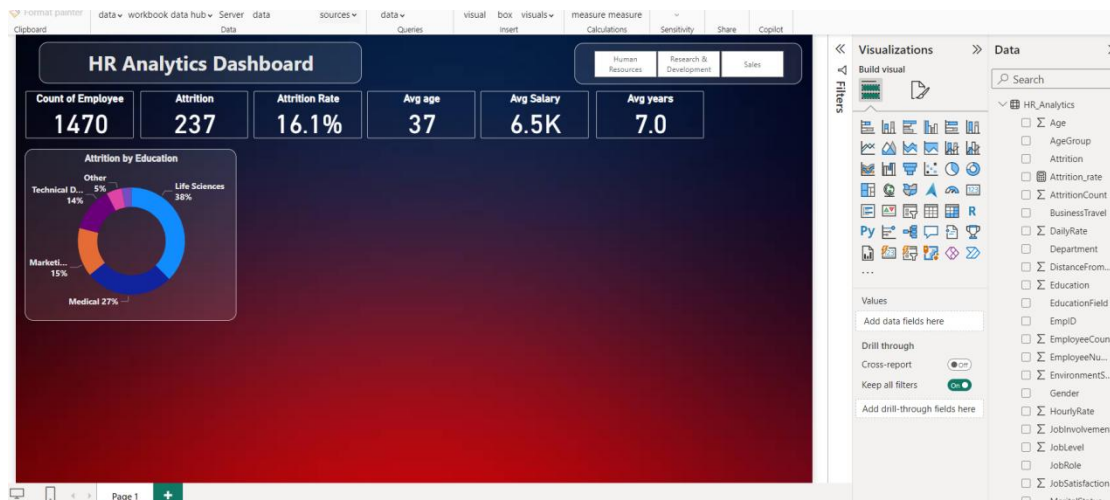 Format painter
data workbook data hub Server data sources data visual box visuals measure measure
Clipboard Data Queries Insert Calculations Sensitivity Share Copilot
HR Analytics Dashboard
Human Resources
Research & Development
Sales
Count of Employee
1470
Attrition
237
Attrition Rate
16.1%
Avg age
37
Avg Salary
6.5K
Avg years
7.0
Attrition by Education
Other
5%
Technical D...
14%
Life Sciences
38%
Marketi...
15%
Medical 27%
Page 1
Filters
Visualizations
Build visual
R
Py
...
Values
Add data fields here
Drill through
Cross-report Off
Keep all filters On
Add drill-through fields here
Data
Search
HR_Analytics
Age
AgeGroup
Attrition
Attrition_rate
AttritionCount
BusinessTravel
DailyRate
Department
DistanceFrom...
Education
EducationField
EmpID
EmployeeCoun
EmployeeNu...
EnvironmentS...
Gender
HourlyRate
JobInvolvemen
JobLevel
JobRole
JobSatisfaction